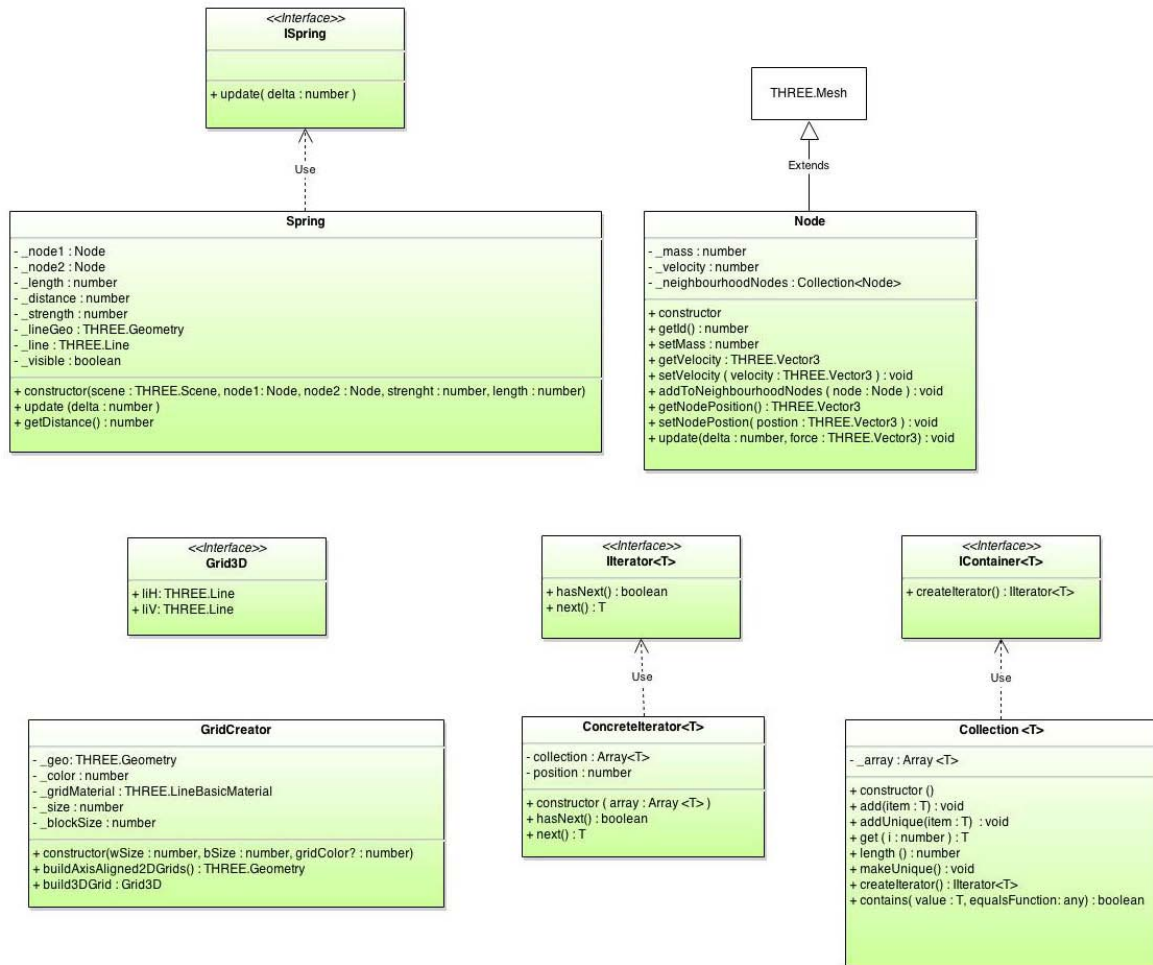 <<Interface>>
ISpring
+ update( delta : number )
Use
THREE.Mesh
Extends
Spring
- _node1 : Node
- _node2 : Node
- _length : number
- _distance : number
- _strength : number
- _lineGeo : THREE.Geometry
- _line : THREE.Line
- _visible : boolean
+ constructor(scene : THREE.Scene, node1: Node, node2 : Node, strenght : number, length : number)
+ update (delta : number )
+ getDistance() : number
Node
- _mass : number
- _velocity : number
- _neighbourhoodNodes : Collection<Node>
+ constructor
+ getId() : number
+ setMass : number
+ getVelocity : THREE.Vector3
+ setVelocity ( velocity : THREE.Vector3 ) : void
+ addToNeighbourhoodNodes ( node : Node ) : void
+ getNodePosition() : THREE.Vector3
+ setNodePostion( postion : THREE.Vector3 ) : void
+ update(delta : number, force : THREE.Vector3) : void
<<Interface>>
Grid3D
+ liH: THREE.Line
+ liV: THREE.Line
<<Interface>>
IIterator<T>
+ hasNext() : boolean
+ next() : T
<<Interface>>
IContainer<T>
+ createIterator() : IIterator<T>
Use
Use
GridCreator
- _geo: THREE.Geometry
- _color : number
- _gridMaterial : THREE.LineBasicMaterial
- _size : number
- _blockSize : number
+ constructor(wSize : number, bSize : number, gridColor? : number)
+ buildAxisAligned2DGrids() : THREE.Geometry
+ build3DGrid : Grid3D
ConcreteIterator<T>
- collection : Array<T>
- position : number
+ constructor ( array : Array <T> )
+ hasNext() : boolean
+ next() : T
Collection <T>
- _array : Array <T>
+ constructor ()
+ add(item : T) : void
+ addUnique(item : T) : void
+ get ( i : number ) : T
+ length () : number
+ makeUnique() : void
+ createIterator() : IIterator<T>
+ contains( value : T, equalsFunction: any) : boolean